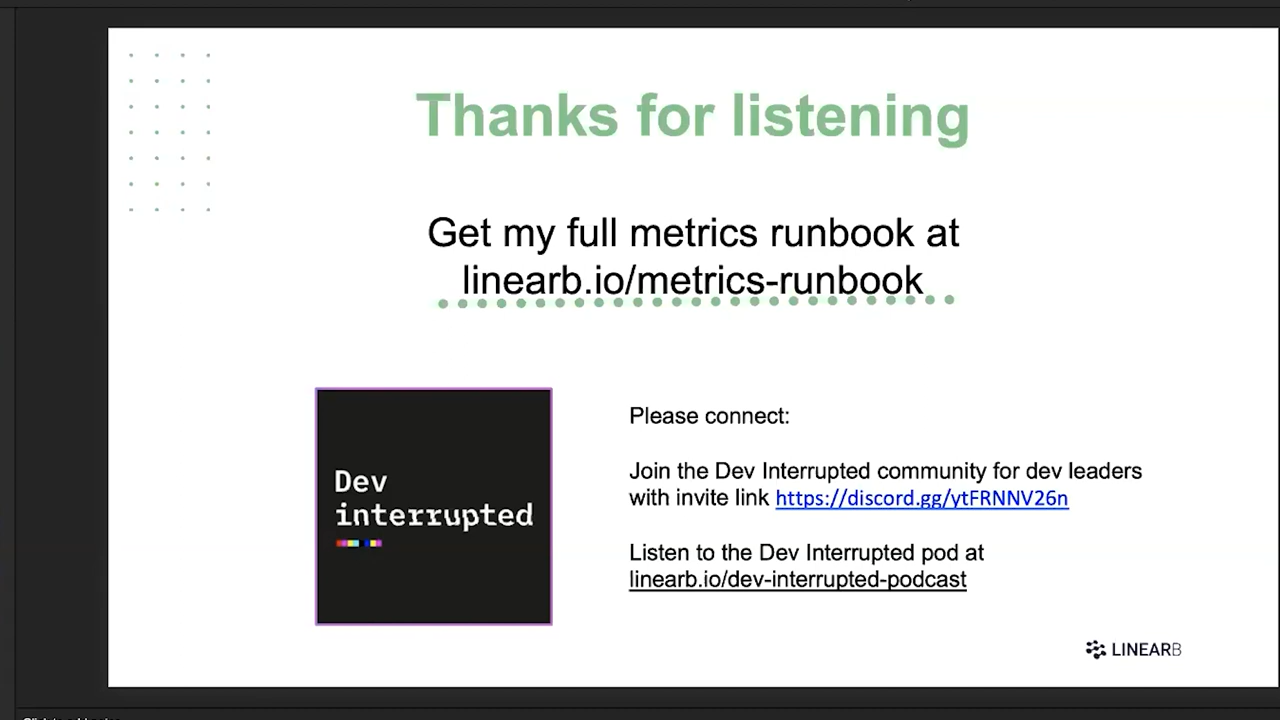 Thanks for listening
Get my full metrics runbook at
linearb.io/metrics-runbook
Dev
interrupted
Please connect:
Join the Dev Interrupted community for dev leaders
with invite link https://discord.gg/ytFRNNV26n
Listen to the Dev Interrupted pod at
linearb.io/dev-interrupted-podcast
LINEARB